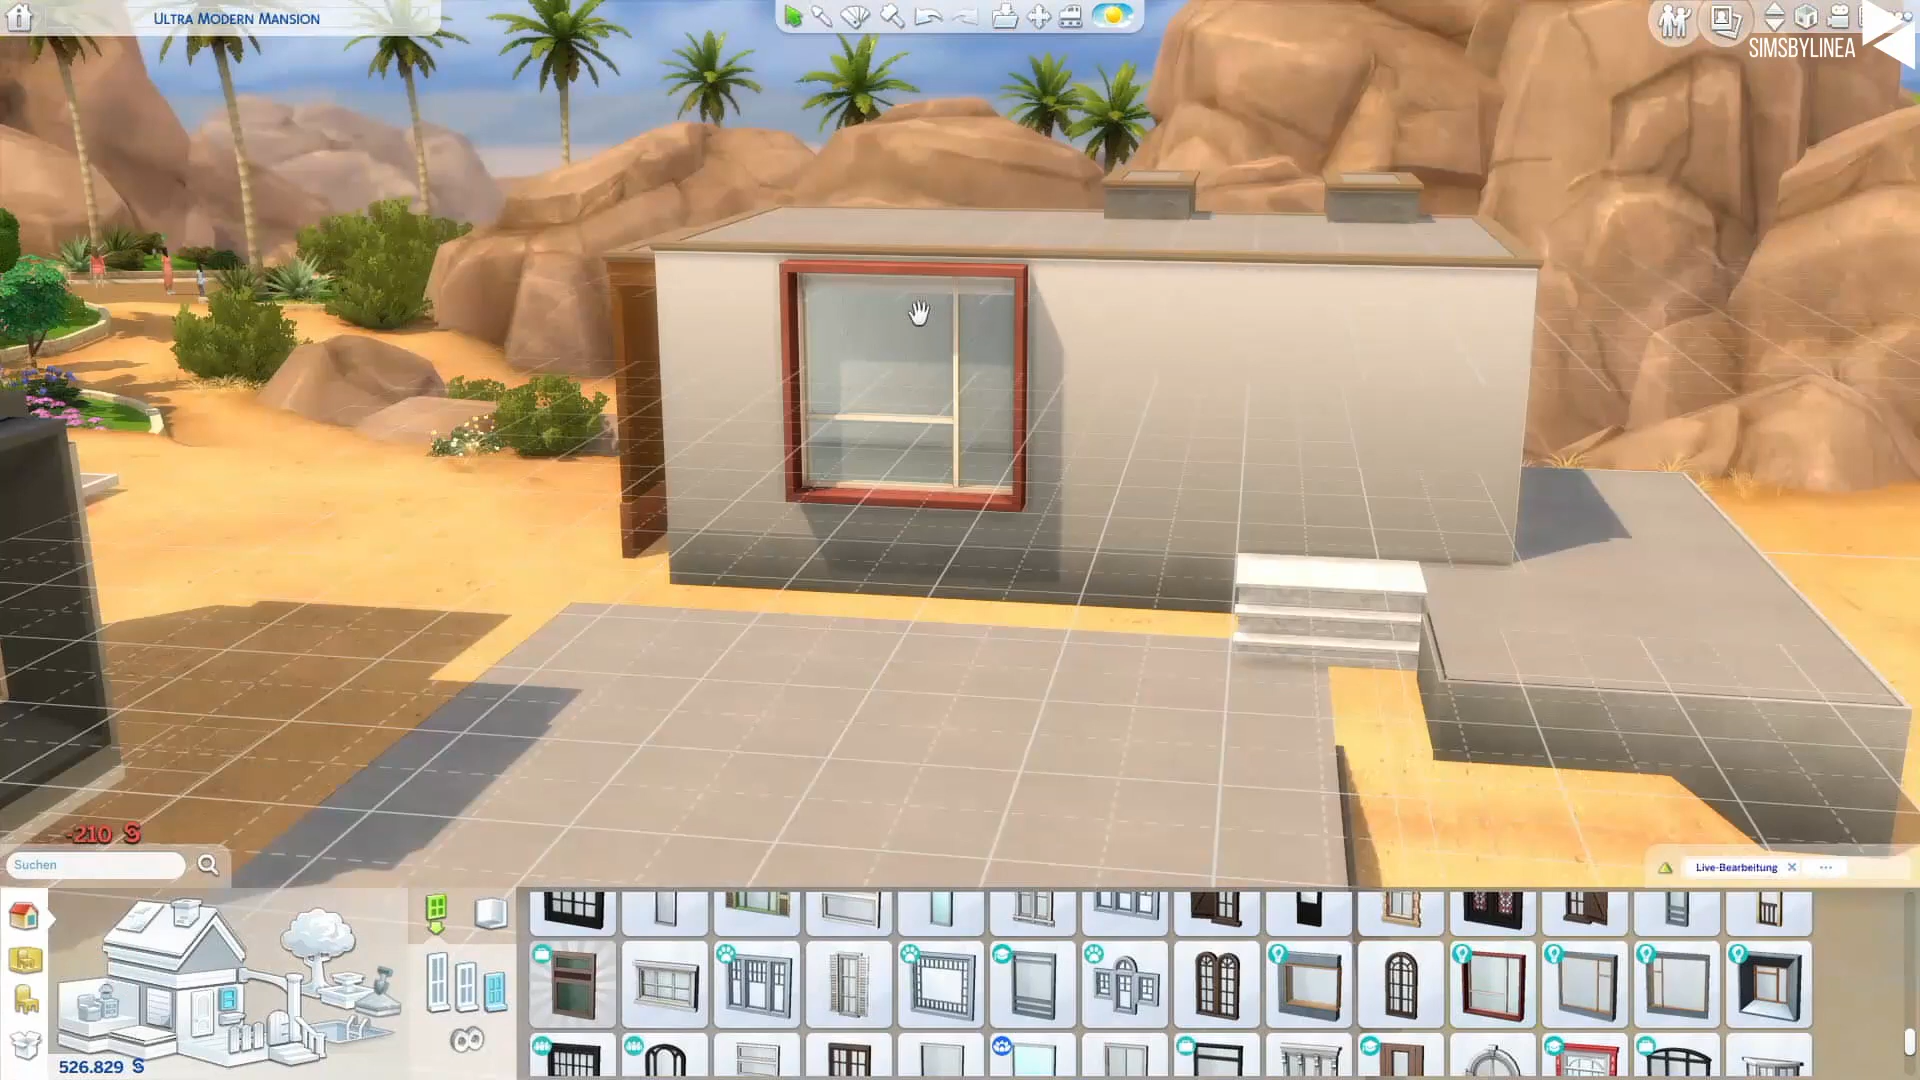 Ultra Modern Mansion
SIMSBYLINEA
-210 S
Suchen
Live-Bearbeitung
526.829 S